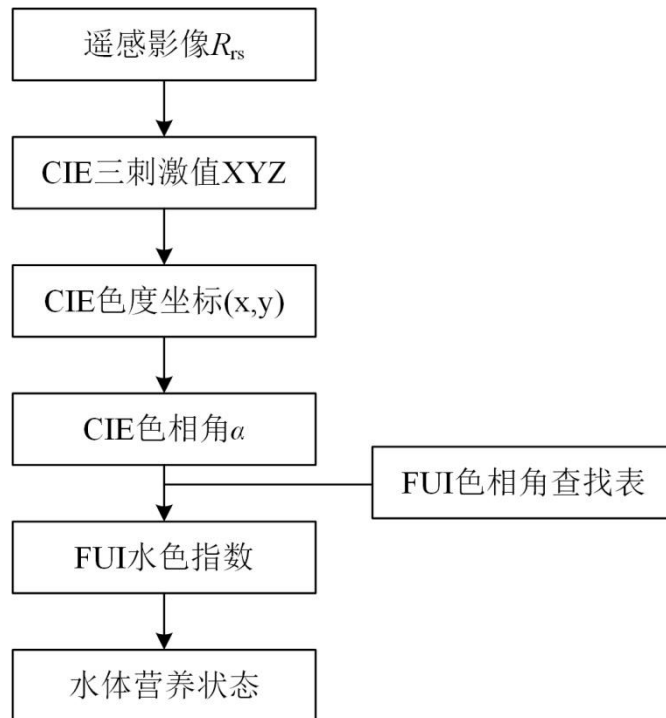 遥感影像Rrs
CIE三刺激值XYZ
CIE色度坐标(x,y)
CIE色相角α
FUI色相角查找表
FUI水色指数
水体营养状态